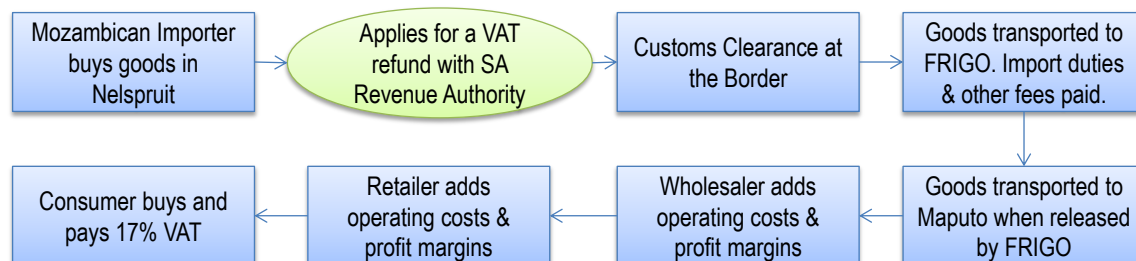 Mozambican Importer
buys goods in
Nelspruit
Applies for a VAT
refund with SA
Revenue Authority
Customs Clearance at
the Border
Goods transported to
FRIGO. Import duties
& other fees paid.
Goods transported to
Maputo when released
by FRIGO
Wholesaler adds
operating costs &
profit margins
Retailer adds
operating costs &
profit margins
Consumer buys and
pays 17% VAT